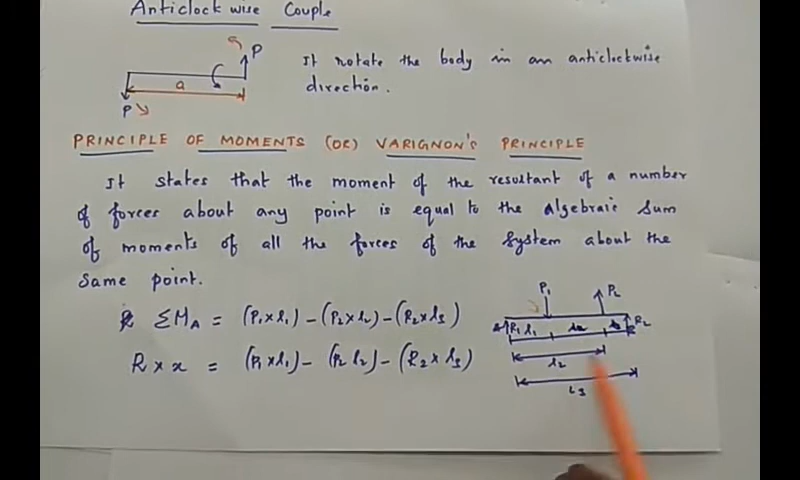 Anticlockwise Couple
P
It rotate the body in an anticlockwise
a
direction.
P
PRINCIPLE OF MOMENTS (OR) VARIGNON'S PRINCIPLE
It states that the moment of the resultant of a number
of forces about any point is equal to the algebraic sum
of moments of all the forces of the system about the
same point.
P1 P2
ΣMA = (P1×l1) – (P2×l2) – (R2×l3)
R1 l1 R2
R×x = (P1×l1) – (P2 l2) – (R2×l3)
l2
L3